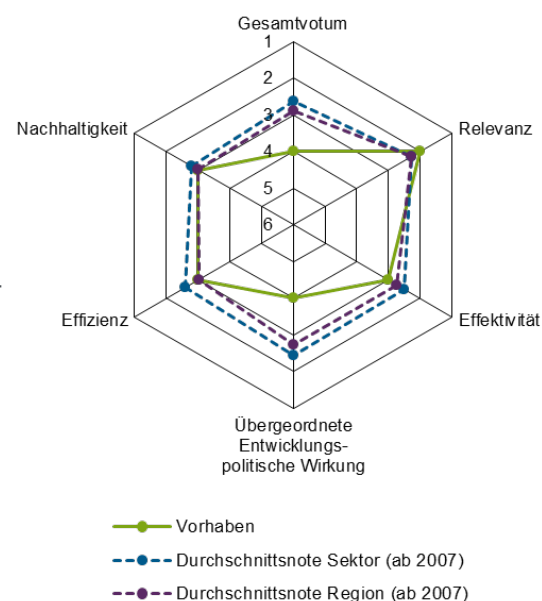 Gesamtvotum
1
2
3
4
5
6
Nachhaltigkeit
Relevanz
Effizienz
Effektivität
Übergeordnete
Entwicklungs-
politische Wirkung
Vorhaben
Durchschnittsnote Sektor (ab 2007)
Durchschnittsnote Region (ab 2007)